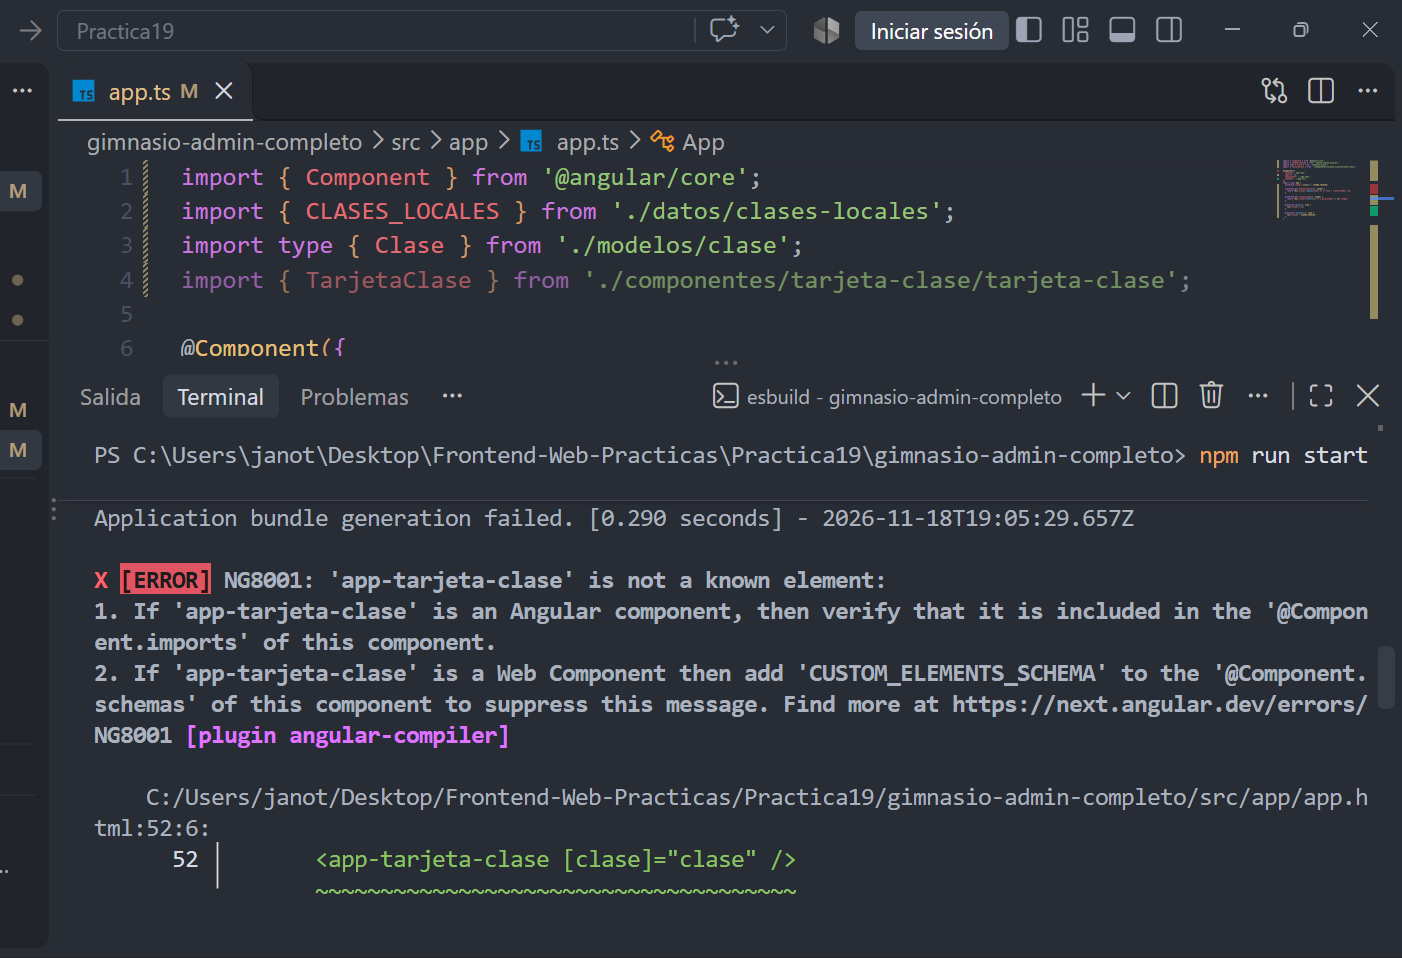 Practica19
Iniciar sesión
TS app.ts M
gimnasio-admin-completo > src > app > TS app.ts > App
M
1 import { Component } from '@angular/core';
2 import { CLASES_LOCALES } from './datos/clases-locales';
3 import type { Clase } from './modelos/clase';
4 import { TarjetaClase } from './componentes/tarjeta-clase/tarjeta-clase';
5
6 @Component({
Salida Terminal Problemas ... esbuild - gimnasio-admin-completo
M
M
PS C:\Users\janot\Desktop\Frontend-Web-Practicas\Practica19\gimnasio-admin-completo> npm run start
Application bundle generation failed. [0.290 seconds] - 2026-11-18T19:05:29.657Z
X [ERROR] NG8001: 'app-tarjeta-clase' is not a known element:
1. If 'app-tarjeta-clase' is an Angular component, then verify that it is included in the '@Compon
ent.imports' of this component.
2. If 'app-tarjeta-clase' is a Web Component then add 'CUSTOM_ELEMENTS_SCHEMA' to the '@Component.
schemas' of this component to suppress this message. Find more at https://next.angular.dev/errors/
NG8001 [plugin angular-compiler]
C:/Users/janot/Desktop/Frontend-Web-Practicas/Practica19/gimnasio-admin-completo/src/app/app.h
tml:52:6:
52 │ <app-tarjeta-clase [clase]="clase" />
~~~~~~~~~~~~~~~~~~~~~~~~~~~~~~~~~~~~~